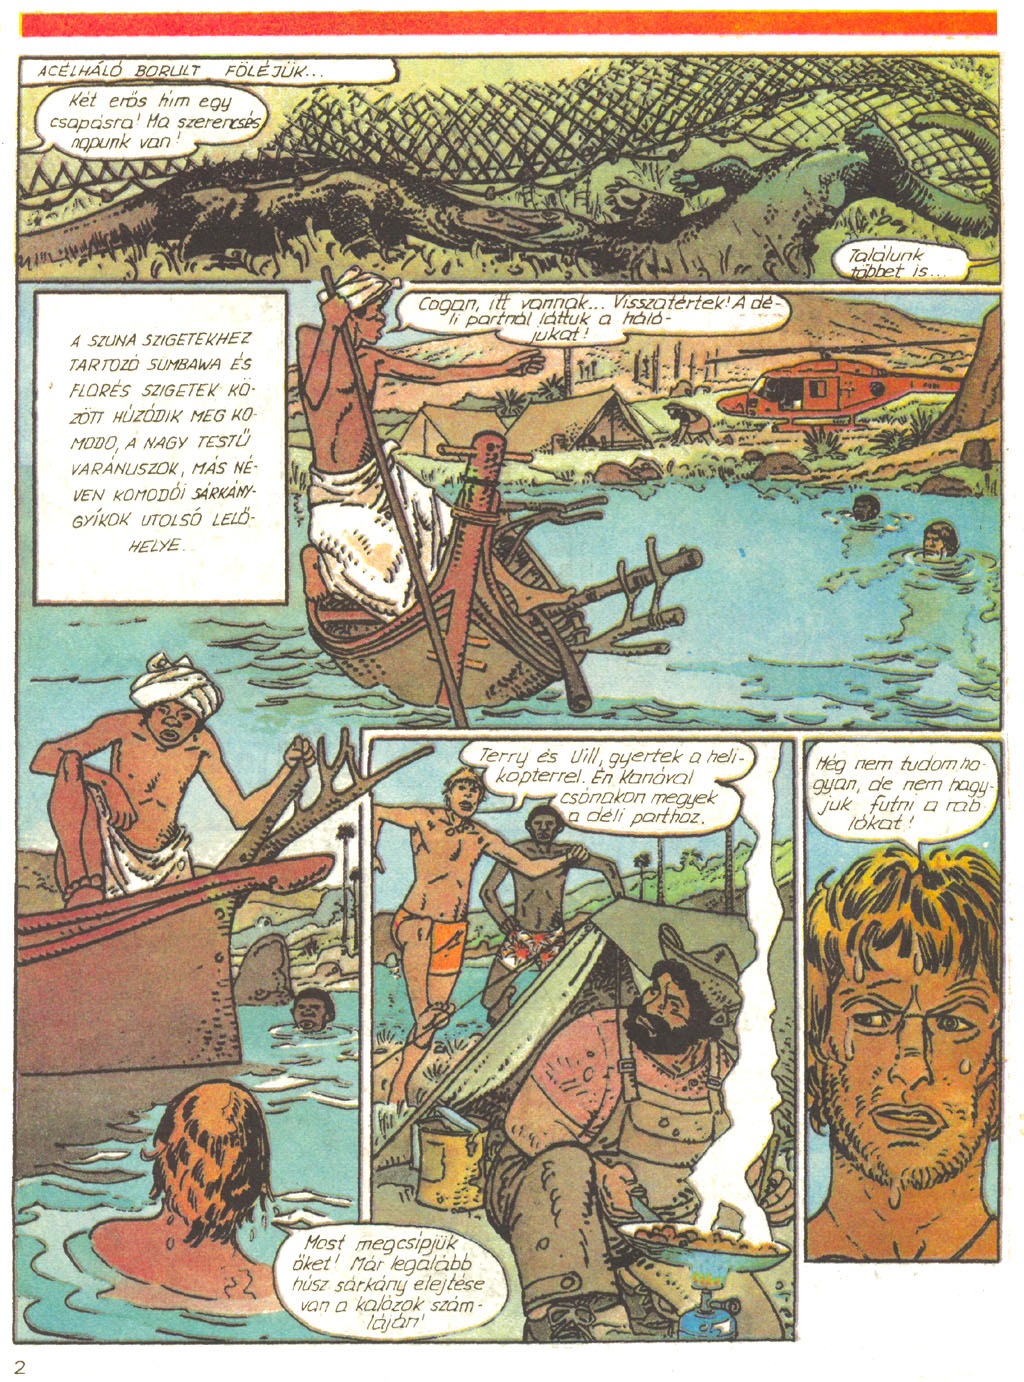 ACÉLHÁLÓ BORULT FÖLÉJÜK...
Két erős hím egy
csapásra! Ma szerencsés
napunk van!
Találunk
többet is...
A SZUNA SZIGETEKHEZ
TARTOZÓ SUMBAWA ÉS
FLORÉS SZIGETEK KÖ-
ZÖTT HÚZÓDIK MEG KO-
MODO, A NAGY TESTŰ
VARÁNUSZOK, MÁS NÉ-
VEN KOMODÓI SÁRKÁNY-
GYÍKOK UTOLSÓ LELŐ-
HELYE.
Cogan, itt vannak... Visszatértek! A dé-
li partnál láttuk a háló-
jukat!
Most megcsípjük
őket! Már legalább
húsz sárkány elejtése
van a kalózok szám-
láján!
Terry és Uill, gyertek a heli-
kopterrel. Én Kanóval
csónakon megyek
a déli parthoz.
Még nem tudom ho-
gyan, de nem hagy-
juk futni a rab-
lókat!
2